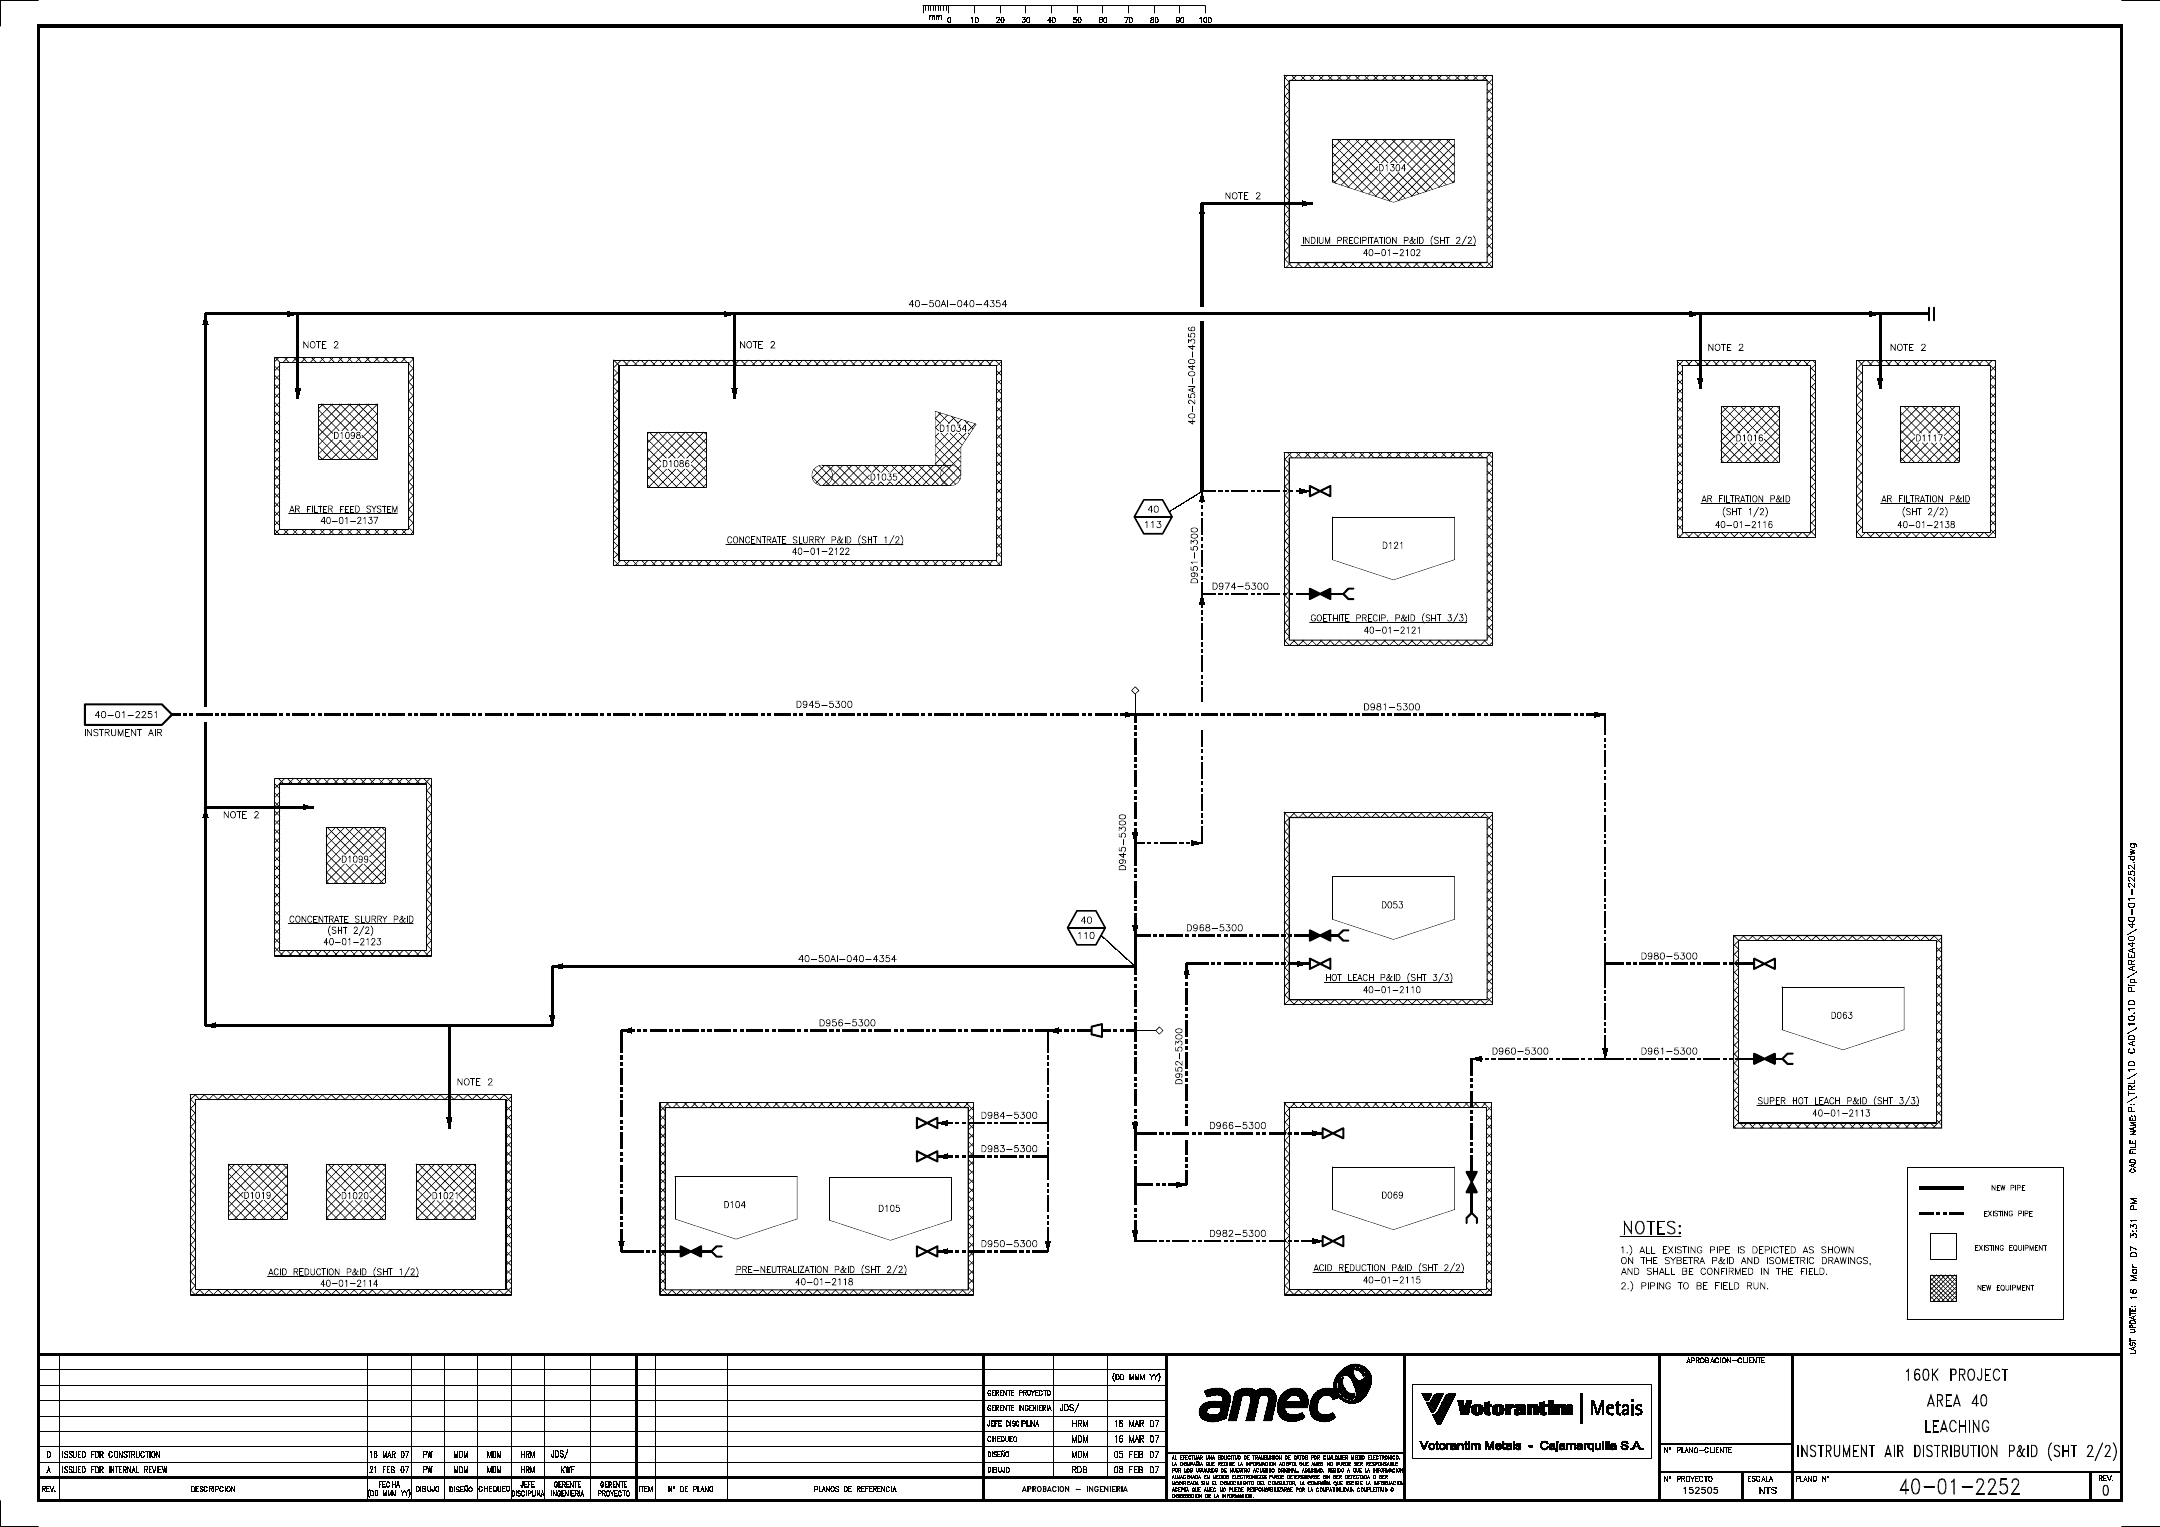 mm 0 10 20 30 40 50 60 70 80 90 100
D1304
NOTE 2
INDIUM PRECIPITATION P&ID (SHT 2/2)
40-01-2102
40-50AI-040-4354
NOTE 2
NOTE 2
NOTE 2
NOTE 2
40-25AI-040-4356
D1098
AR FILTER FEED SYSTEM
40-01-2137
D1086
D1034
D1035
CONCENTRATE SLURRY P&ID (SHT 1/2)
40-01-2122
40
113
D951-5300
D974-5300
D121
GOETHITE PRECIP. P&ID (SHT 3/3)
40-01-2121
D1016
AR FILTRATION P&ID
(SHT 1/2)
40-01-2116
D1117
AR FILTRATION P&ID
(SHT 2/2)
40-01-2138
40-01-2251
INSTRUMENT AIR
D945-5300
D981-5300
NOTE 2
D1099
CONCENTRATE SLURRY P&ID
(SHT 2/2)
40-01-2123
D945-5300
40
110
40-50AI-040-4354
D968-5300
D053
HOT LEACH P&ID (SHT 3/3)
40-01-2110
D980-5300
D063
D961-5300
SUPER HOT LEACH P&ID (SHT 3/3)
40-01-2113
D956-5300
D952-5300
D960-5300
NOTE 2
D1019
D1020
D1021
ACID REDUCTION P&ID (SHT 1/2)
40-01-2114
D984-5300
D983-5300
D104
D105
D950-5300
PRE-NEUTRALIZATION P&ID (SHT 2/2)
40-01-2118
D966-5300
D069
D982-5300
ACID REDUCTION P&ID (SHT 2/2)
40-01-2115
NOTES:
1.) ALL EXISTING PIPE IS DEPICTED AS SHOWN
ON THE SYBETRA P&ID AND ISOMETRIC DRAWINGS,
AND SHALL BE CONFIRMED IN THE FIELD.
2.) PIPING TO BE FIELD RUN.
NEW PIPE
EXISTING PIPE
EXISTING EQUIPMENT
NEW EQUIPMENT
LAST UPDATE: 16 Mar 07 3:31 PM CAD FILE NAME: P:\TRL\1D CAD\10.1D Pip\AREA40\40-01-2252.dwg
0 ISSUED FOR CONSTRUCTION 16 MAR 07 PW MDM MDM HRM JDS/
A ISSUED FOR INTERNAL REVIEW 21 FEB 07 PW MDM MDM HRM KWF
REV. DESCRIPCION FECHA (DD MMM YY) DIBUJO DISEÑO CHEQUEO JEFE DISCIPLINA GERENTE INGENIERIA GERENTE PROYECTO ITEM Nº DE PLANO PLANOS DE REFERENCIA
(DD MMM YY)
GERENTE PROYECTO
GERENTE INGENIERIA JDS/
JEFE DISCIPLINA HRM 16 MAR 07
CHEQUEO MDM 16 MAR 07
DISEÑO MDM 05 FEB 07
DIBUJO RDB 08 FEB 07
APROBACION - INGENIERIA
amec
Votorantim | Metais
Votorantim Metais - Cajamarquilla S.A.
APROBACION-CLIENTE
Nº PLANO-CLIENTE
Nº PROYECTO
152505
ESCALA
NTS
160K PROJECT
AREA 40
LEACHING
INSTRUMENT AIR DISTRIBUTION P&ID (SHT 2/2)
PLANO Nº
40-01-2252
REV.
0